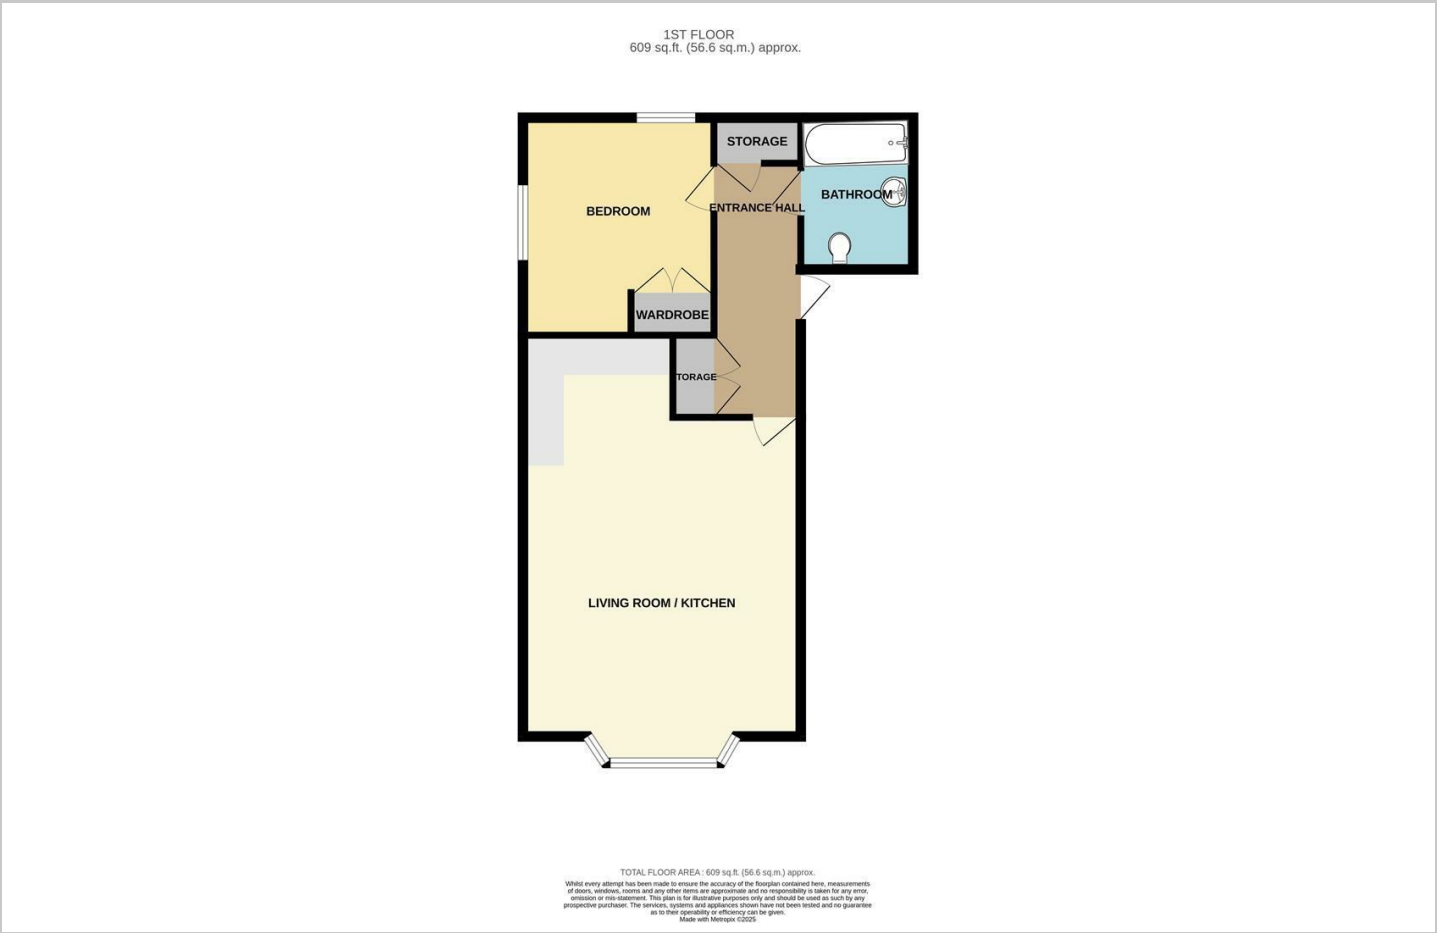 1ST FLOOR
609 sq.ft. (56.6 sq.m.) approx.
STORAGE
BATHROOM
BEDROOM
ENTRANCE HALL
WARDROBE
TORAGE
LIVING ROOM / KITCHEN
TOTAL FLOOR AREA : 609 sq.ft. (56.6 sq.m.) approx.
Whilst every attempt has been made to ensure the accuracy of the floorplan contained here, measurements
of doors, windows, rooms and any other items are approximate and no responsibility is taken for any error,
omission or mis-statement. This plan is for illustrative purposes only and should be used as such by any
prospective purchaser. The services, systems and appliances shown have not been tested and no guarantee
as to their operability or efficiency can be given.
Made with Metropix ©2025